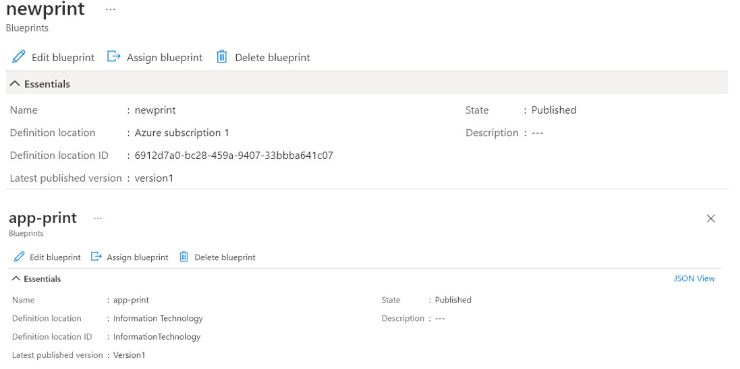 newprint ...
Blueprints
Edit blueprint Assign blueprint Delete blueprint
Essentials
Name : newprint State : Published
Definition location : Azure subscription 1 Description : ---
Definition location ID : 6912d7a0-bc28-459a-9407-33bbba641c07
Latest published version : version1
app-print ...
Blueprints
Edit blueprint Assign blueprint Delete blueprint
Essentials JSON View
Name : app-print State : Published
Definition location : Information Technology Description : ---
Definition location ID : InformationTechnology
Latest published version : Version1